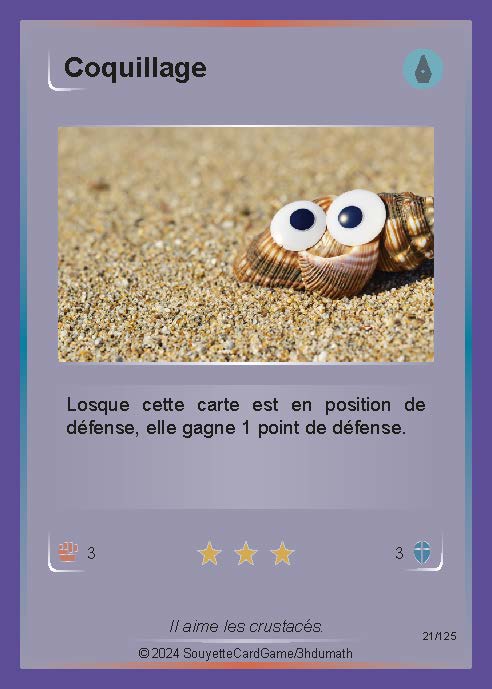 Coquillage
Losque cette carte est en position de
défense, elle gagne 1 point de défense.
3
3
Il aime les crustacés.
21/125
© 2024 SouyetteCardGame/3hdumath